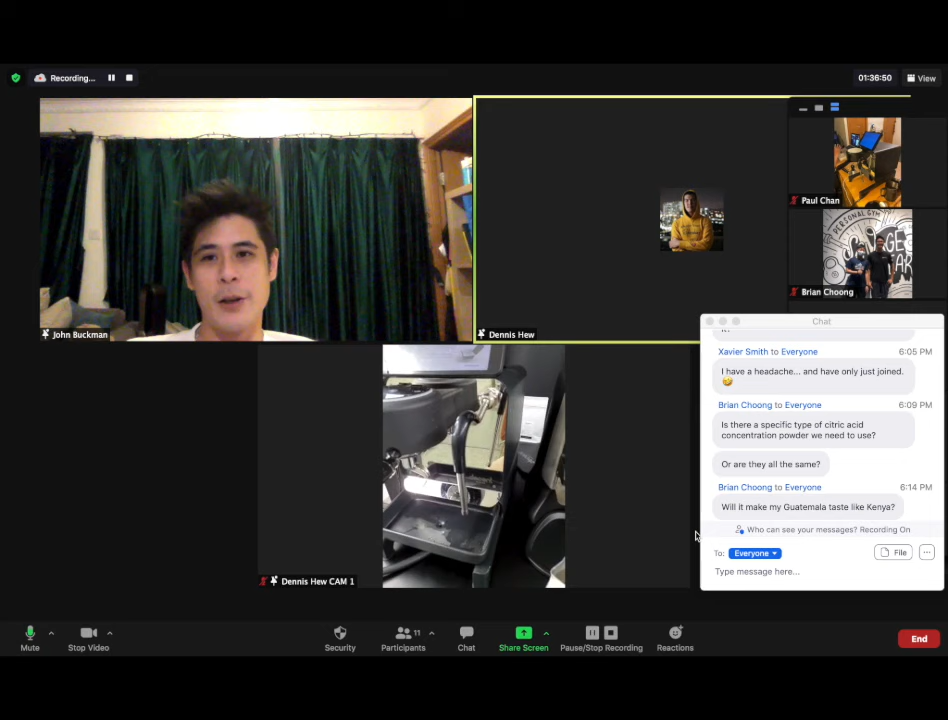 Recording...
01:36:50
View
John Buckman
Dennis Hew
Paul Chan
PERSONAL GYM
Brian Choong
Dennis Hew CAM 1
Chat
Xavier Smith to Everyone
6:05 PM
I have a headache... and have only just joined.
🤣
Brian Choong to Everyone
6:09 PM
Is there a specific type of citric acid
concentration powder we need to use?
Or are they all the same?
Brian Choong to Everyone
6:14 PM
Will it make my Guatemala taste like Kenya?
Who can see your messages? Recording On
To: Everyone
File
Type message here...
Mute
Stop Video
Security
Participants
11
Chat
Share Screen
Pause/Stop Recording
Reactions
End